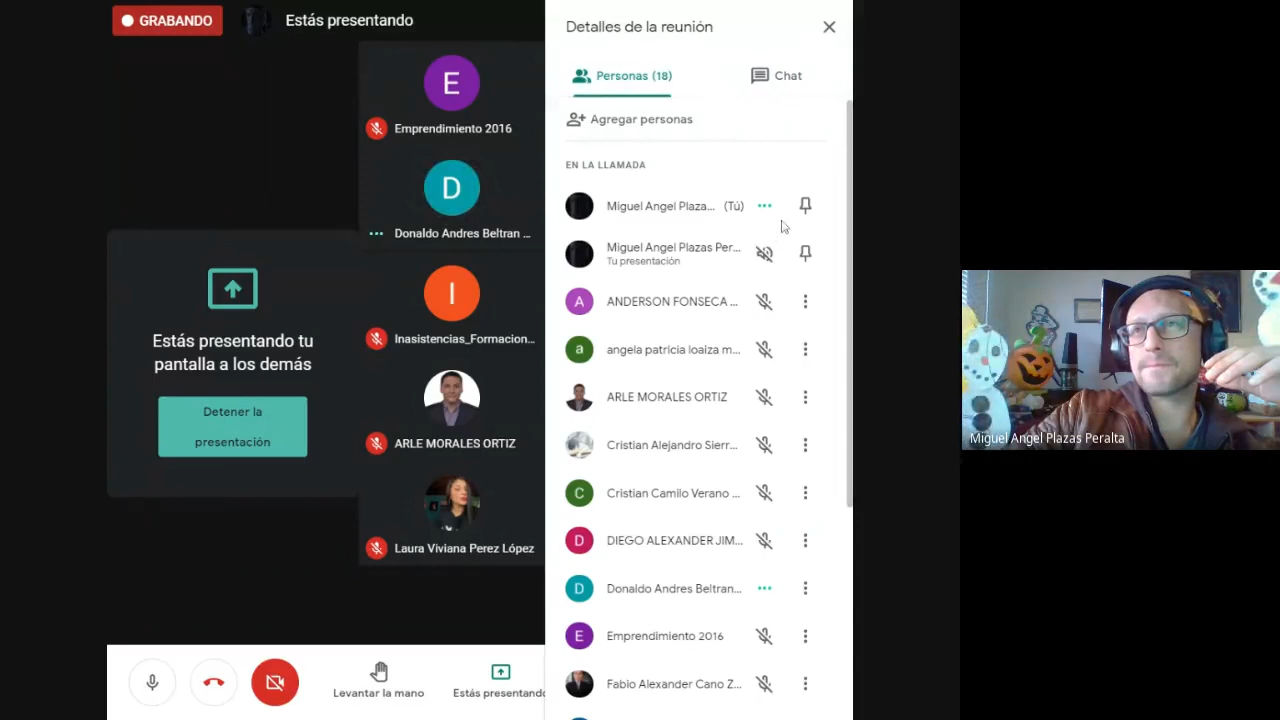 GRABANDO
Estás presentando
E
Emprendimiento 2016
D
Donaldo Andres Beltran ...
I
Inasistencias_Formacion...
ARLE MORALES ORTIZ
Laura Viviana Perez López
Estás presentando tu
pantalla a los demás
Detener la
presentación
Levantar la mano
Estás presentando
Detalles de la reunión
Personas (18)
Chat
Agregar personas
EN LA LLAMADA
Miguel Angel Plaza... (Tú)
Miguel Angel Plazas Per...
Tu presentación
A
ANDERSON FONSECA ...
a
angela patricia loaiza m...
ARLE MORALES ORTIZ
Cristian Alejandro Sierr...
C
Cristian Camilo Verano ...
D
DIEGO ALEXANDER JIM...
D
Donaldo Andres Beltran...
E
Emprendimiento 2016
Fabio Alexander Cano Z...
Miguel Angel Plazas Peralta